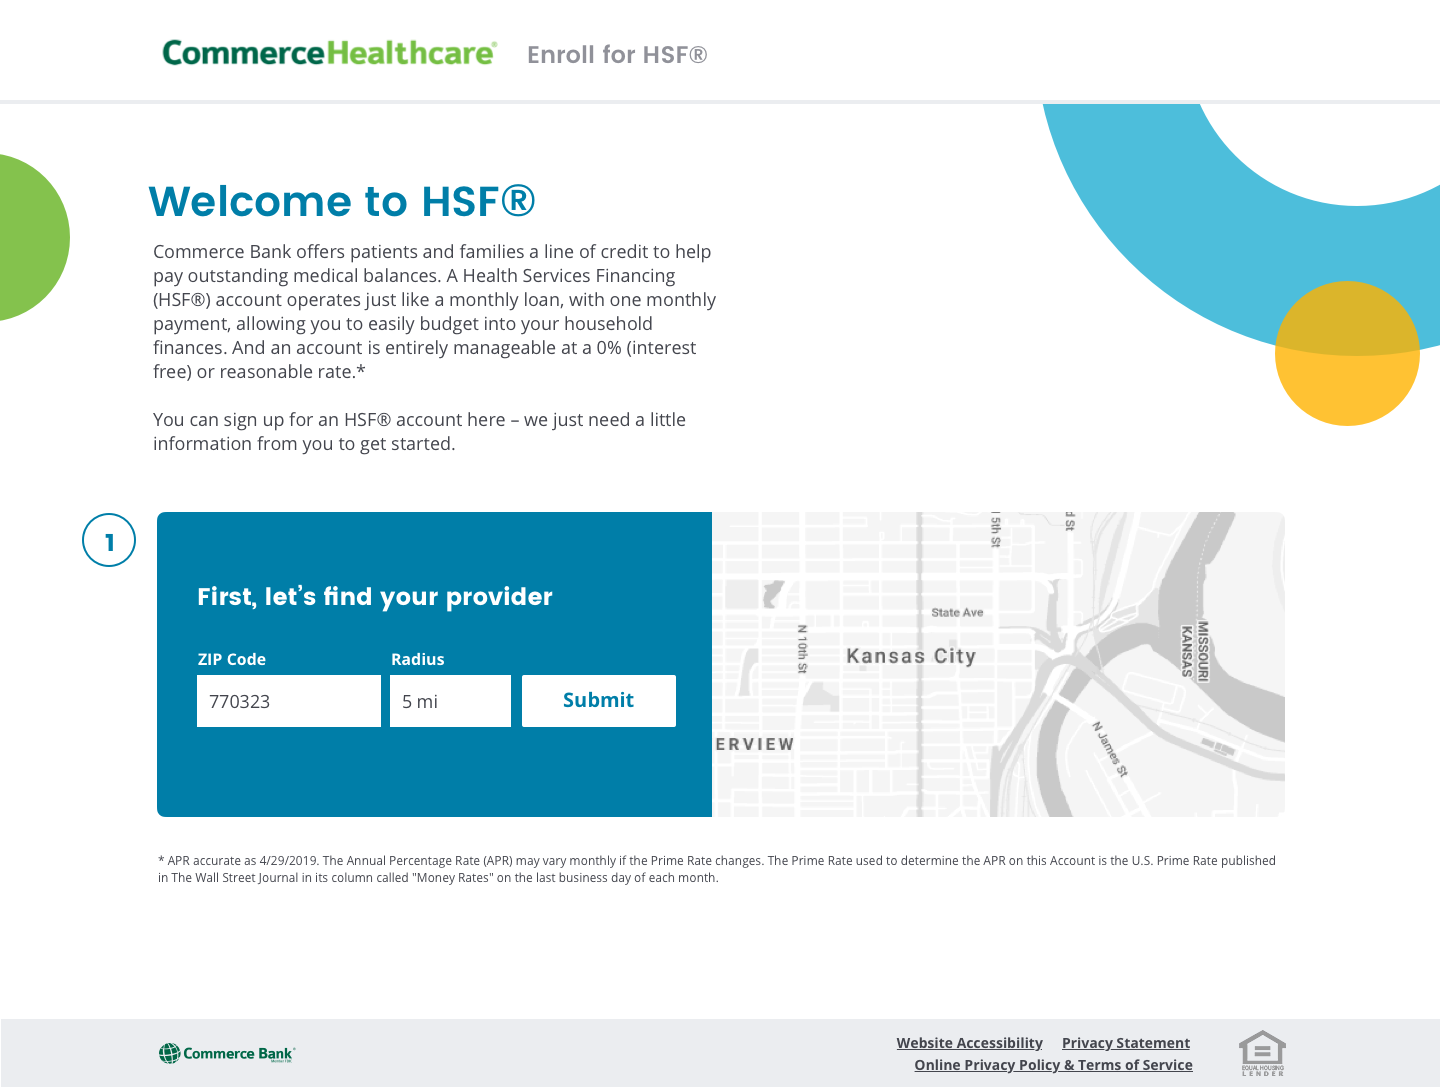 CommerceHealthcare®
Enroll for HSF®
Welcome to HSF®
Commerce Bank offers patients and families a line of credit to help
pay outstanding medical balances. A Health Services Financing
(HSF®) account operates just like a monthly loan, with one monthly
payment, allowing you to easily budget into your household
finances. And an account is entirely manageable at a 0% (interest
free) or reasonable rate.*
You can sign up for an HSF® account here – we just need a little
information from you to get started.
1
First, let’s find your provider
ZIP Code
Radius
770323
5 mi
Submit
5th St
d St
State Ave
N 10th St
Kansas City
MISSOURI
KANSAS
ERVIEW
N James St
* APR accurate as 4/29/2019. The Annual Percentage Rate (APR) may vary monthly if the Prime Rate changes. The Prime Rate used to determine the APR on this Account is the U.S. Prime Rate published
in The Wall Street Journal in its column called "Money Rates" on the last business day of each month.
Commerce Bank®
Member FDIC
Website Accessibility
Privacy Statement
Online Privacy Policy & Terms of Service
EQUAL HOUSING
LENDER